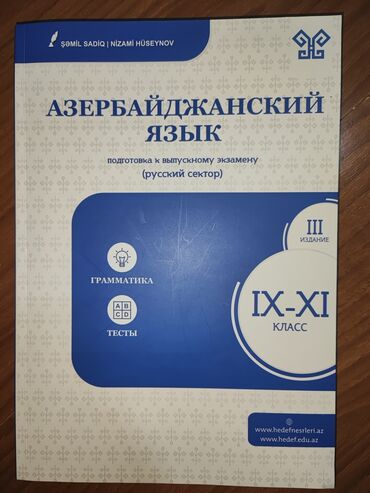 ŞƏMİL SADİQ | NİZAMİ HÜSEYNOV
АЗЕРБАЙДЖАНСКИЙ
ЯЗЫК
подготовка к выпускному экзамену
(русский сектор)
III
ИЗДАНИЕ
ГРАММАТИКА
IX-XI
КЛАСС
A B
C D
ТЕСТЫ
www.hedefnesrleri.az
www.hedef.edu.az